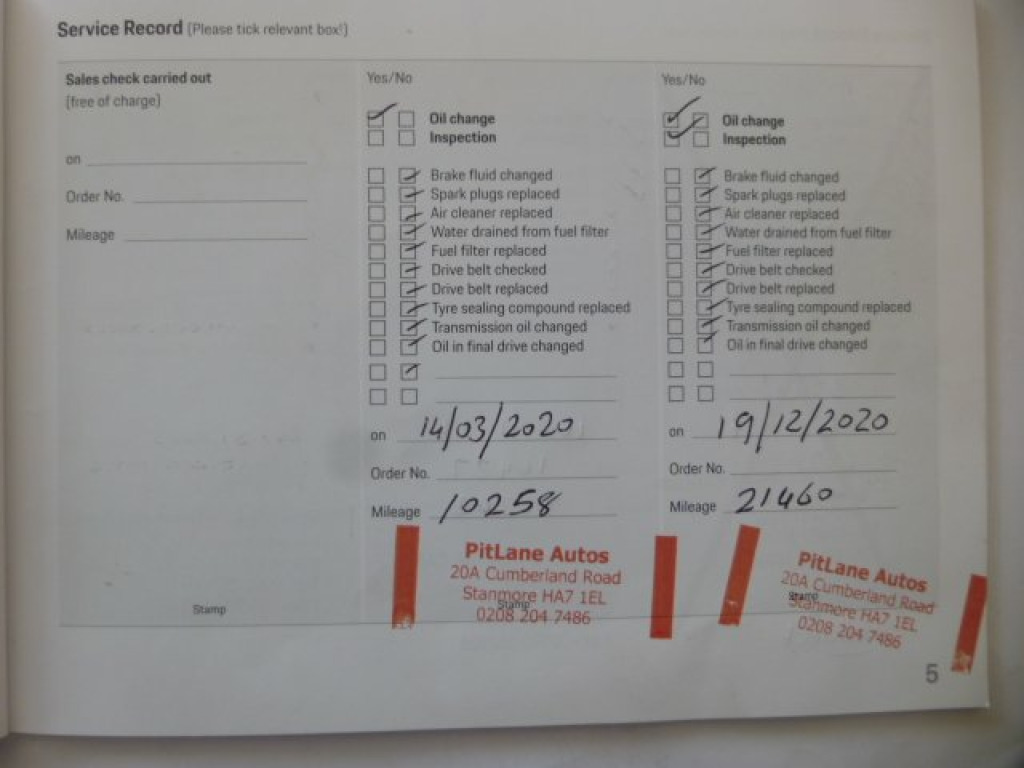 Service Record (Please tick relevant box!)
Sales check carried out
(free of charge)
on
Order No.
Mileage
Stamp
Yes/No
Oil change
Inspection
Brake fluid changed
Spark plugs replaced
Air cleaner replaced
Water drained from fuel filter
Fuel filter replaced
Drive belt checked
Drive belt replaced
Tyre sealing compound replaced
Transmission oil changed
Oil in final drive changed
on 14/03/2020
Order No.
Mileage 10258
PitLane Autos
20A Cumberland Road
Stanmore HA7 1EL
Stamp
0208 204 7486
Yes/No
Oil change
Inspection
Brake fluid changed
Spark plugs replaced
Air cleaner replaced
Water drained from fuel filter
Fuel filter replaced
Drive belt checked
Drive belt replaced
Tyre sealing compound replaced
Transmission oil changed
Oil in final drive changed
on 19/12/2020
Order No.
Mileage 21460
PitLane Autos
20A Cumberland Road
Stamp
Stanmore HA7 1EL
0208 204 7486
5